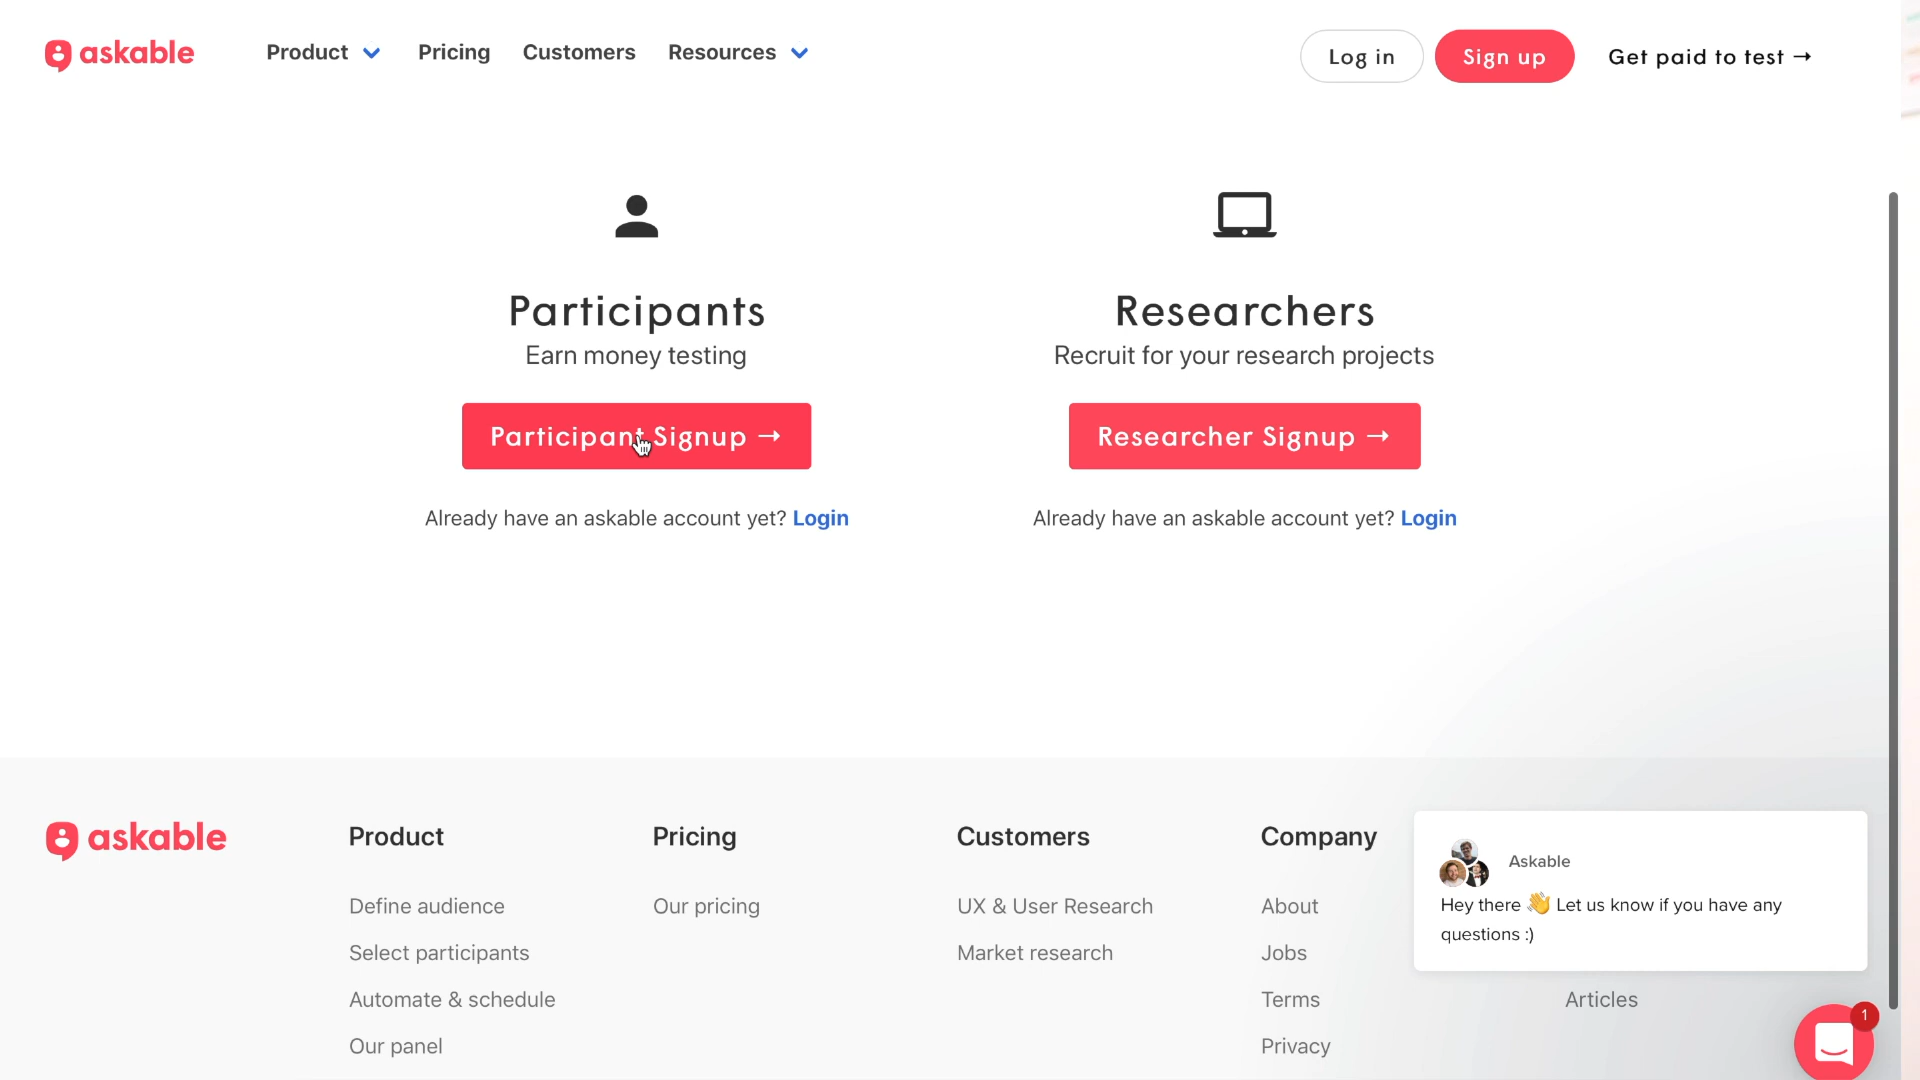 askable
Product
Pricing
Customers
Resources
Log in
Sign up
Get paid to test →
Participants
Earn money testing
Participant Signup →
Already have an askable account yet? Login
Researchers
Recruit for your research projects
Researcher Signup →
Already have an askable account yet? Login
askable
Product
Define audience
Select participants
Automate & schedule
Our panel
Pricing
Our pricing
Customers
UX & User Research
Market research
Company
About
Jobs
Terms
Privacy
Articles
Askable
Hey there 👋 Let us know if you have any
questions :)
1